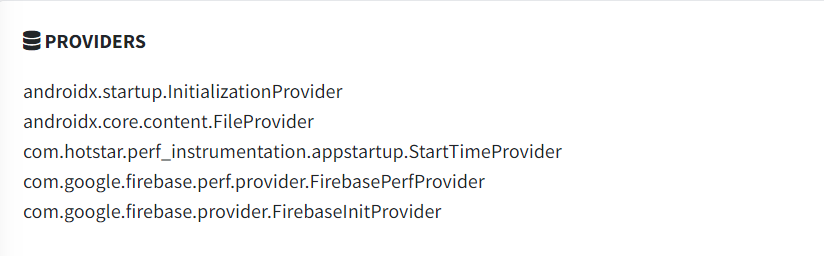 PROVIDERS
androidx.startup.InitializationProvider
androidx.core.content.FileProvider
com.hotstar.perf_instrumentation.appstartup.StartTimeProvider
com.google.firebase.perf.provider.FirebasePerfProvider
com.google.firebase.provider.FirebaseInitProvider